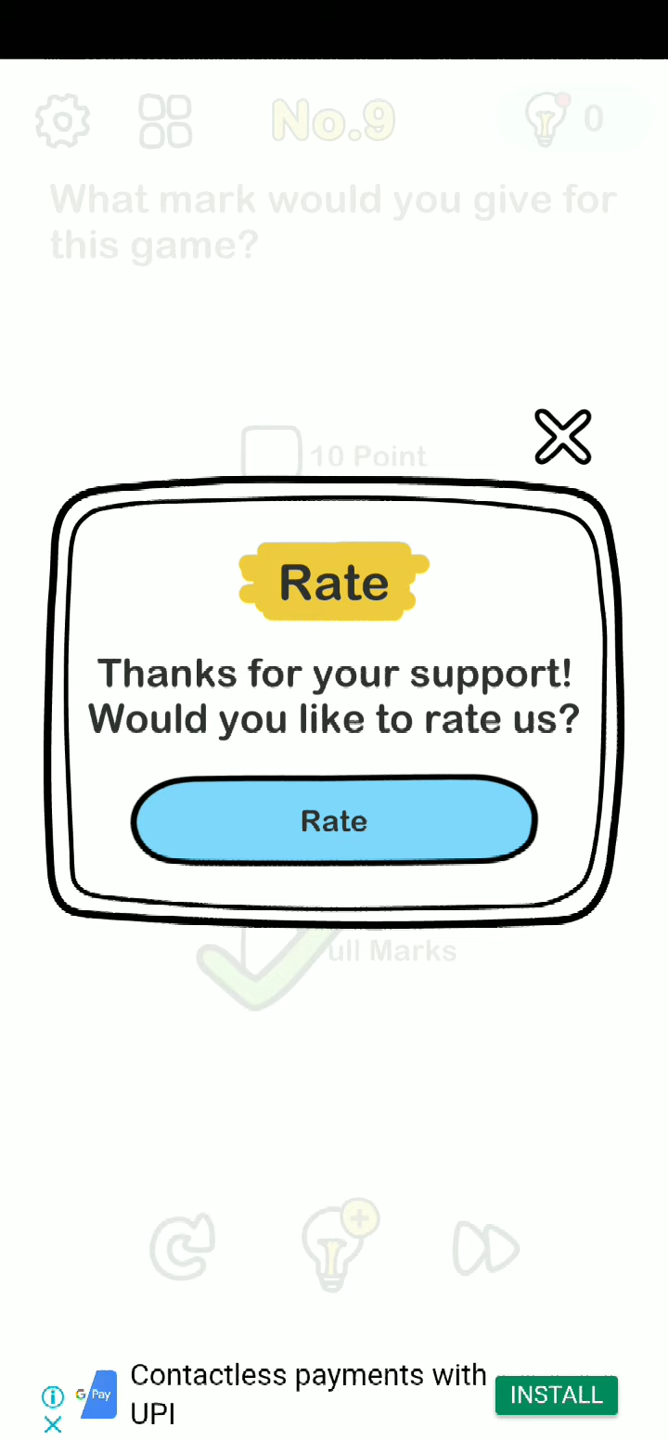 No.9
0
What mark would you give for
this game?
10 Point
Rate
Thanks for your support!
Would you like to rate us?
Rate
ull Marks
G Pay
Contactless payments with
UPI
INSTALL